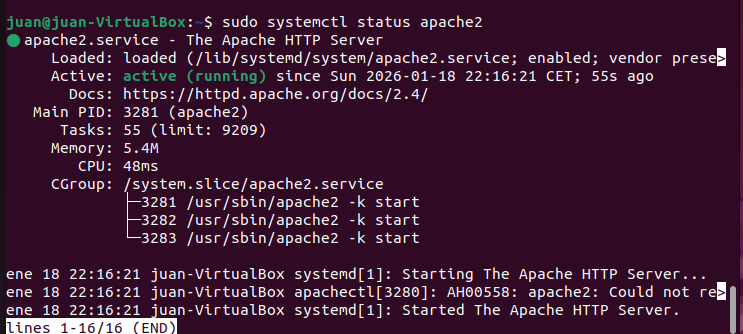 juan@juan-VirtualBox:~$ sudo systemctl status apache2
● apache2.service - The Apache HTTP Server
     Loaded: loaded (/lib/systemd/system/apache2.service; enabled; vendor prese>
     Active: active (running) since Sun 2026-01-18 22:16:21 CET; 55s ago
       Docs: https://httpd.apache.org/docs/2.4/
   Main PID: 3281 (apache2)
      Tasks: 55 (limit: 9209)
     Memory: 5.4M
        CPU: 48ms
     CGroup: /system.slice/apache2.service
             ├─3281 /usr/sbin/apache2 -k start
             ├─3282 /usr/sbin/apache2 -k start
             └─3283 /usr/sbin/apache2 -k start

ene 18 22:16:21 juan-VirtualBox systemd[1]: Starting The Apache HTTP Server...
ene 18 22:16:21 juan-VirtualBox apachectl[3280]: AH00558: apache2: Could not re>
ene 18 22:16:21 juan-VirtualBox systemd[1]: Started The Apache HTTP Server.
lines 1-16/16 (END)